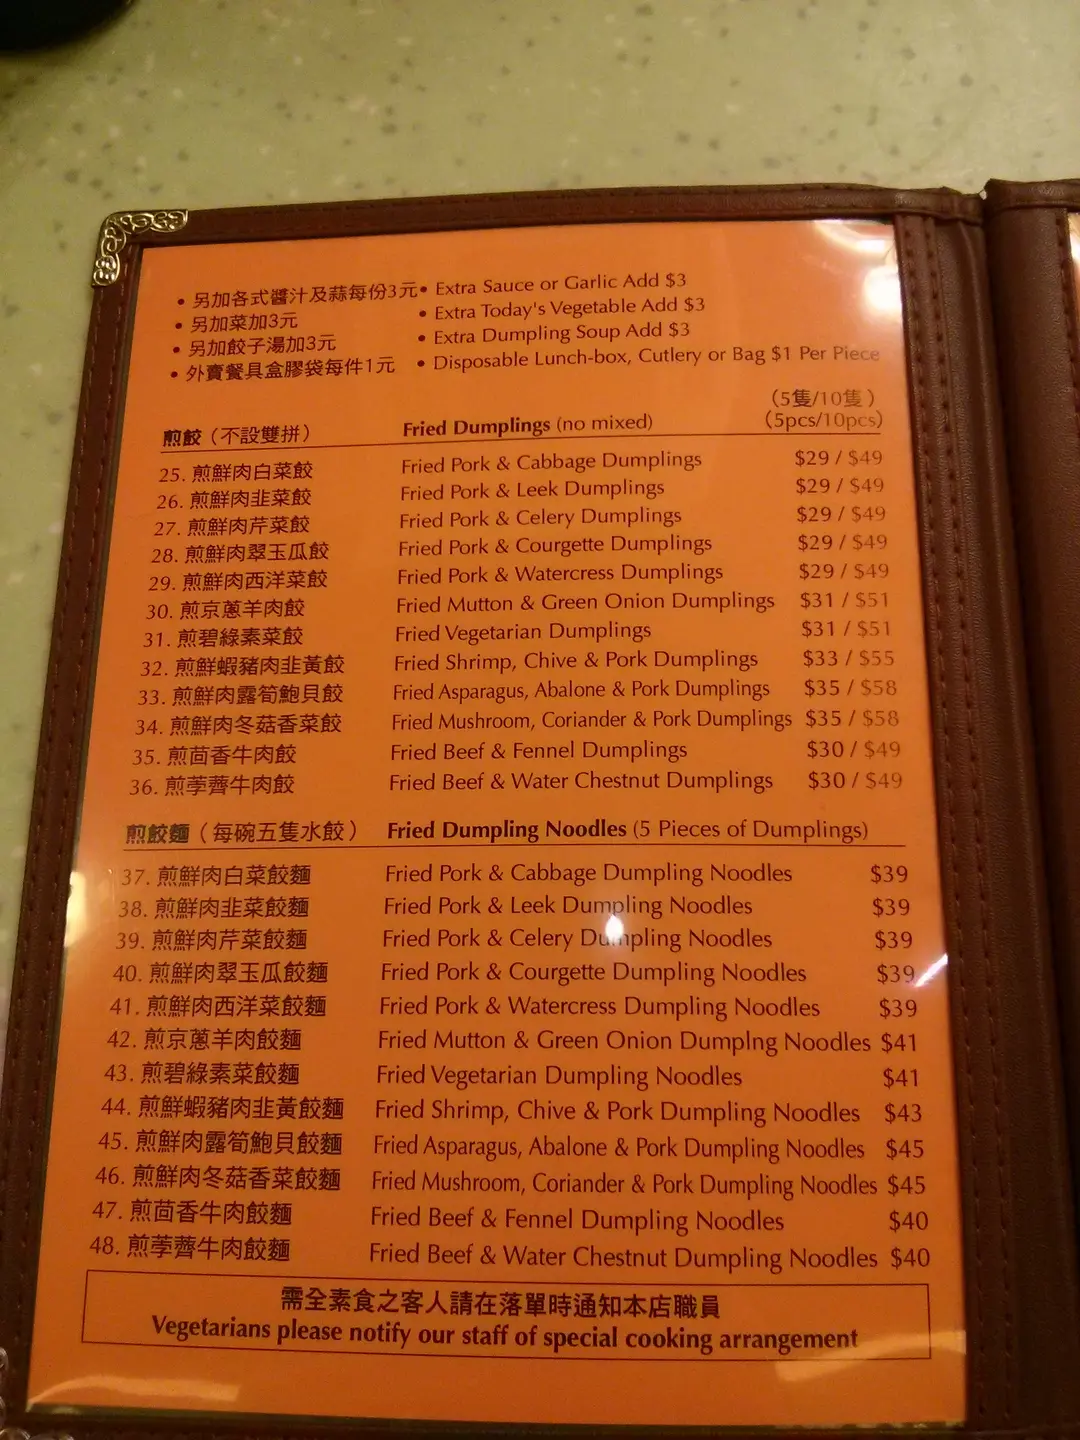 • 另加各式醬汁及蒜每份3元 • Extra Sauce or Garlic Add $3
• 另加菜加3元 • Extra Today's Vegetable Add $3
• 另加餃子湯加3元 • Extra Dumpling Soup Add $3
• 外賣餐具盒膠袋每件1元 • Disposable Lunch-box, Cutlery or Bag $1 Per Piece
(5隻/10隻)
煎餃（不設雙拼） Fried Dumplings (no mixed) (5pcs/10pcs)
25. 煎鮮肉白菜餃 Fried Pork & Cabbage Dumplings $29 / $49
26. 煎鮮肉韭菜餃 Fried Pork & Leek Dumplings $29 / $49
27. 煎鮮肉芹菜餃 Fried Pork & Celery Dumplings $29 / $49
28. 煎鮮肉翠玉瓜餃 Fried Pork & Courgette Dumplings $29 / $49
29. 煎鮮肉西洋菜餃 Fried Pork & Watercress Dumplings $29 / $49
30. 煎京蔥羊肉餃 Fried Mutton & Green Onion Dumplings $31 / $51
31. 煎碧綠素菜餃 Fried Vegetarian Dumplings $31 / $51
32. 煎鮮蝦豬肉韭黃餃 Fried Shrimp, Chive & Pork Dumplings $33 / $55
33. 煎鮮肉露筍鮑貝餃 Fried Asparagus, Abalone & Pork Dumplings $35 / $58
34. 煎鮮肉冬菇香菜餃 Fried Mushroom, Coriander & Pork Dumplings $35 / $58
35. 煎茴香牛肉餃 Fried Beef & Fennel Dumplings $30 / $49
36. 煎荸薺牛肉餃 Fried Beef & Water Chestnut Dumplings $30 / $49
煎餃麵（每碗五隻水餃） Fried Dumpling Noodles (5 Pieces of Dumplings)
37. 煎鮮肉白菜餃麵 Fried Pork & Cabbage Dumpling Noodles $39
38. 煎鮮肉韭菜餃麵 Fried Pork & Leek Dumpling Noodles $39
39. 煎鮮肉芹菜餃麵 Fried Pork & Celery Dumpling Noodles $39
40. 煎鮮肉翠玉瓜餃麵 Fried Pork & Courgette Dumpling Noodles $39
41. 煎鮮肉西洋菜餃麵 Fried Pork & Watercress Dumpling Noodles $39
42. 煎京蔥羊肉餃麵 Fried Mutton & Green Onion Dumplng Noodles $41
43. 煎碧綠素菜餃麵 Fried Vegetarian Dumpling Noodles $41
44. 煎鮮蝦豬肉韭黃餃麵 Fried Shrimp, Chive & Pork Dumpling Noodles $43
45. 煎鮮肉露筍鮑貝餃麵 Fried Asparagus, Abalone & Pork Dumpling Noodles $45
46. 煎鮮肉冬菇香菜餃麵 Fried Mushroom, Coriander & Pork Dumpling Noodles $45
47. 煎茴香牛肉餃麵 Fried Beef & Fennel Dumpling Noodles $40
48. 煎荸薺牛肉餃麵 Fried Beef & Water Chestnut Dumpling Noodles $40
需全素食之客人請在落單時通知本店職員
Vegetarians please notify our staff of special cooking arrangement